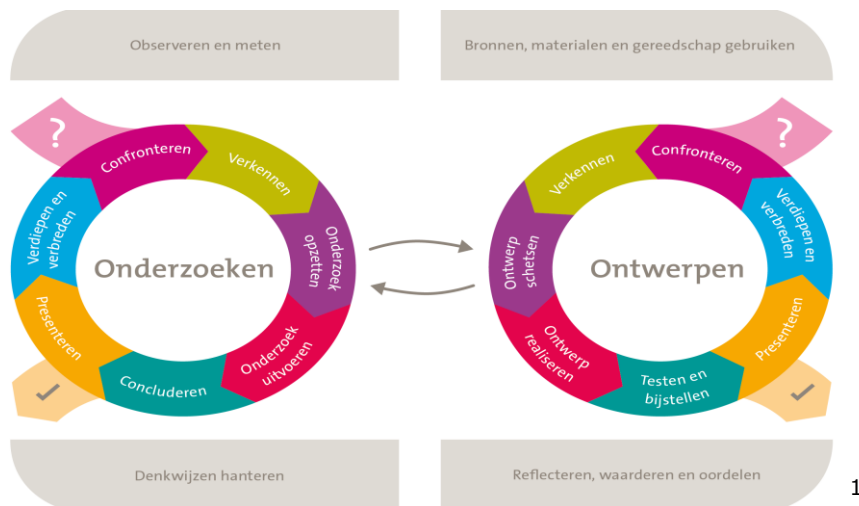 Observeren en meten
Bronnen, materialen en gereedschap gebruiken
?
Confronteren
Verkennen
Onderzoek
opzetten
Onderzoek
uitvoeren
Concluderen
Presenteren
Verdiepen en
verbreden
Onderzoeken
?
Confronteren
Verkennen
Ontwerp
schetsen
Ontwerp
realiseren
Testen en
bijstellen
Presenteren
Verdiepen en
verbreden
Ontwerpen
Denkwijzen hanteren
Reflecteren, waarderen en oordelen
1